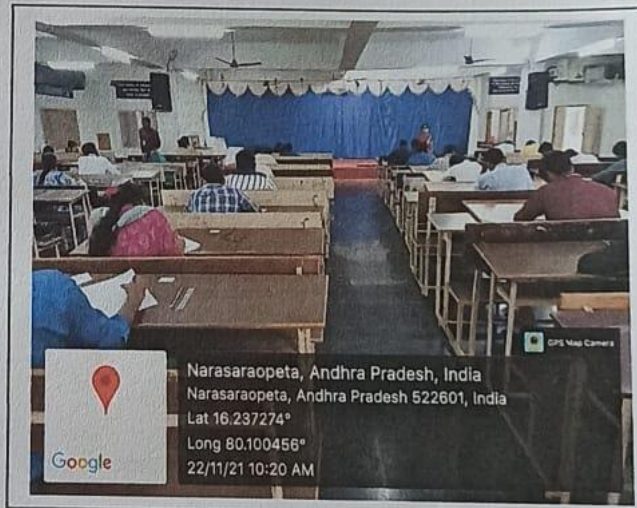 GPS Map Camera
Narasaraopeta, Andhra Pradesh, India
Narasaraopeta, Andhra Pradesh 522601, India
Lat 16.237274°
Long 80.100456°
22/11/21 10:20 AM
Google